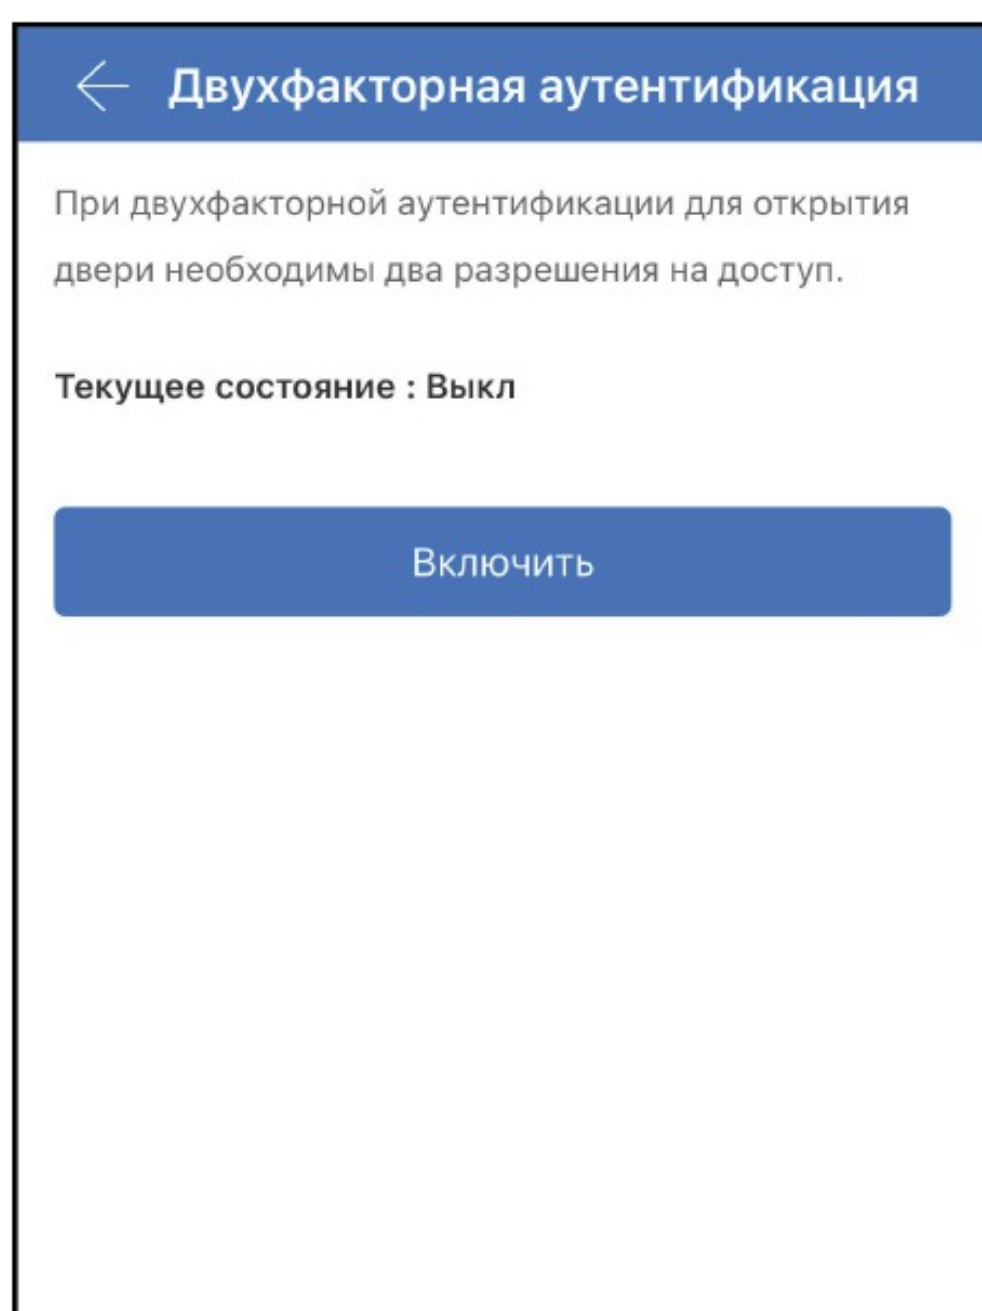 Двухфакторная аутентификация
При двухфакторной аутентификации для открытия
двери необходимы два разрешения на доступ.
Текущее состояние : Выкл
Включить